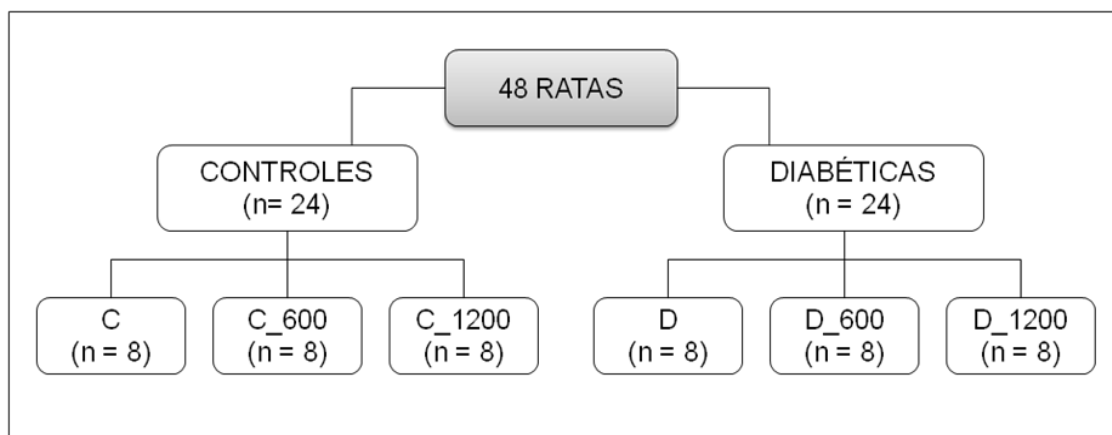 48 RATAS
CONTROLES
(n= 24)
DIABÉTICAS
(n = 24)
C
(n = 8)
C_600
(n = 8)
C_1200
(n = 8)
D
(n = 8)
D_600
(n = 8)
D_1200
(n = 8)